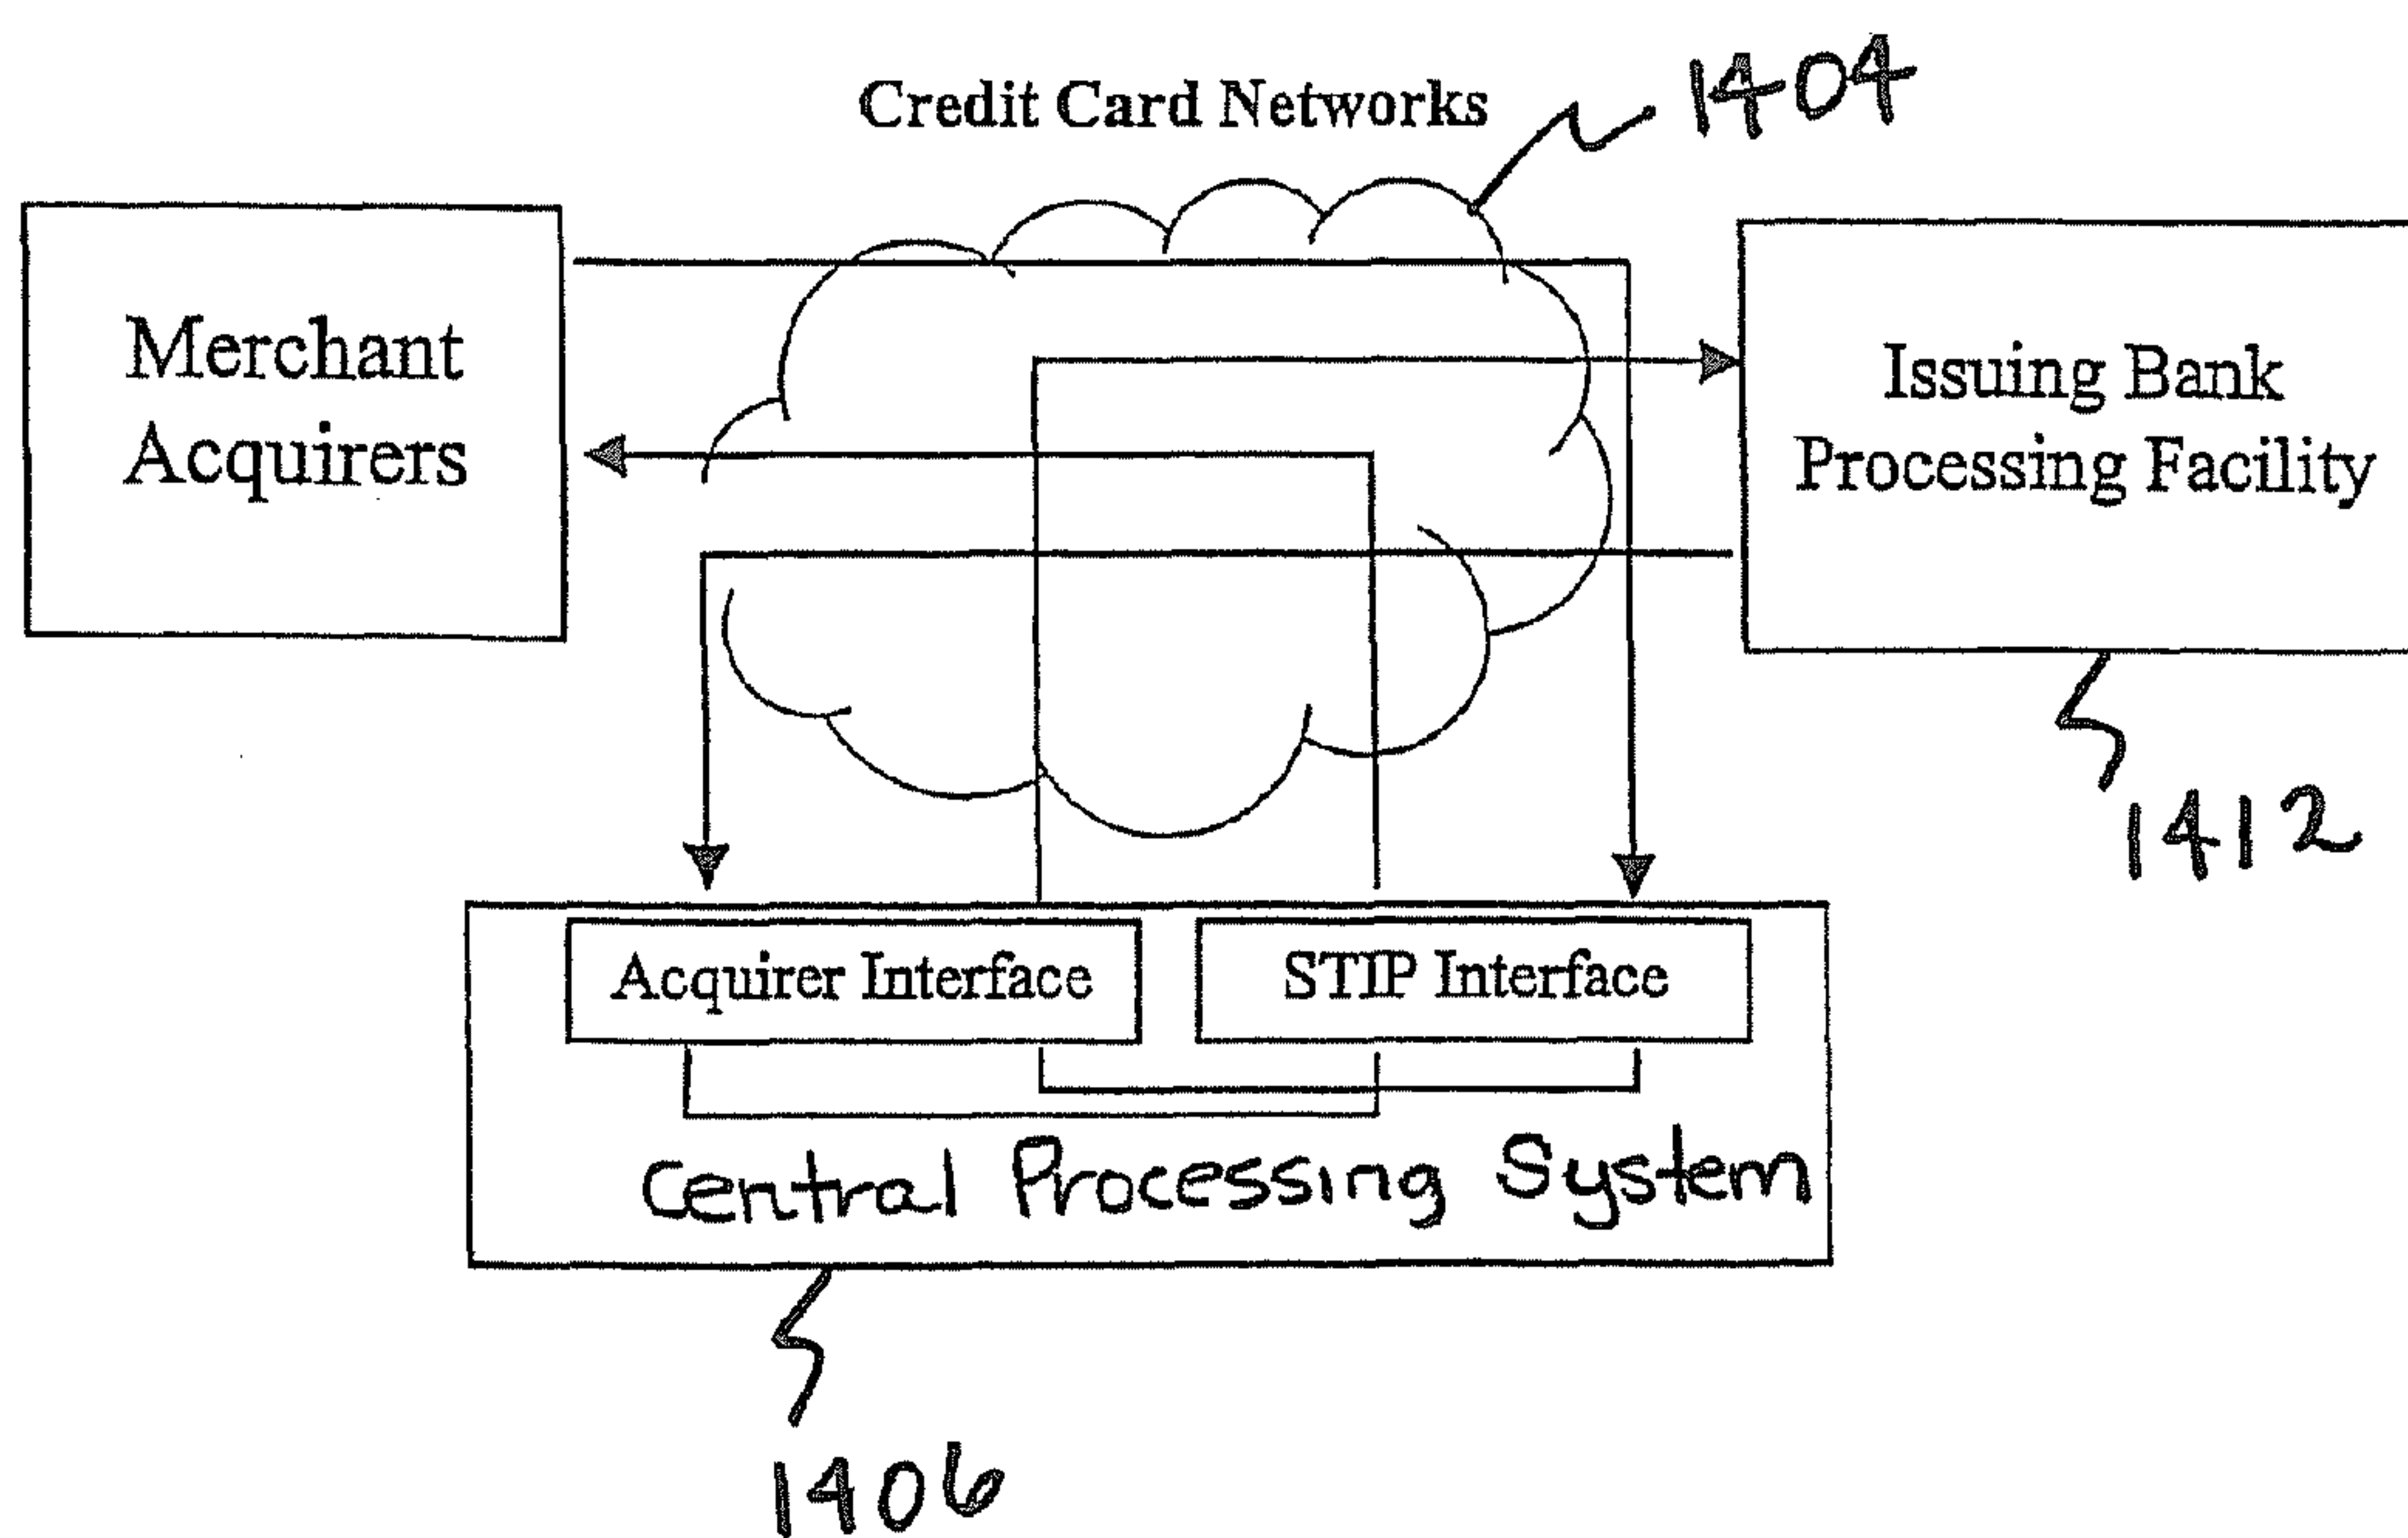 Credit Card Networks
1404
Merchant
Acquirers
Issuing Bank
Processing Facility
1412
Acquirer Interface
STIP Interface
Central Processing System
1406